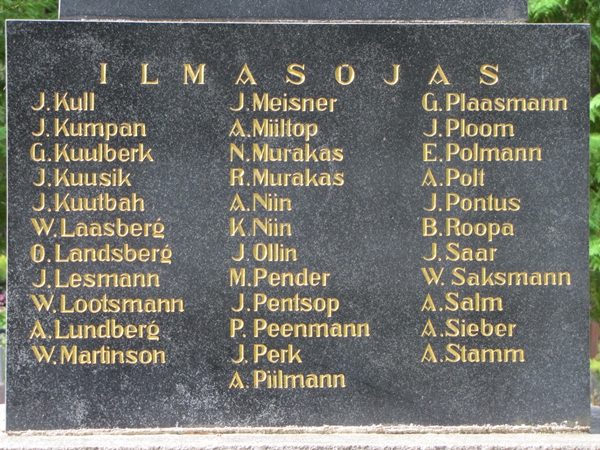 ILMASOJAS
J. Kull
J. Kumpan
G. Kuulberk
J. Kuusik
J. Kuutbah
W. Laasberg
O. Landsberg
J. Lesmann
W. Lootsmann
A. Lundberg
W. Martinson
J. Meisner
A. Miiltop
N. Murakas
R. Murakas
A. Niin
K. Niin
J. Ollin
M. Pender
J. Pentsop
P. Peenmann
J. Perk
A. Piilmann
G. Plaasmann
J. Ploom
E. Polmann
A. Polt
J. Pontus
B. Roopa
J. Saar
W. Saksmann
A. Salm
A. Sieber
A. Stamm